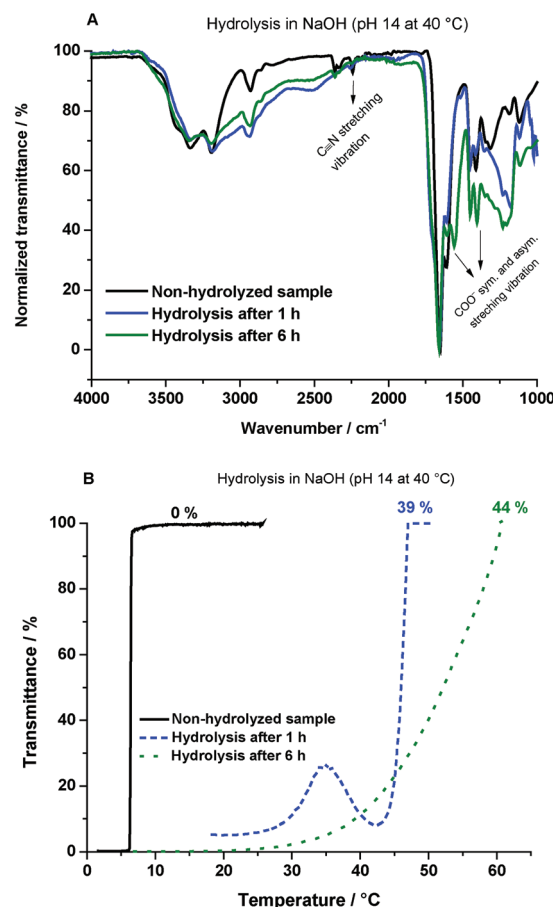 A
Hydrolysis in NaOH (pH 14 at 40 °C)
Normalized transmittance / %
100
80
60
40
20
0
C≡N stretching
vibration
COO⁻ sym. and asym.
streching vibration
Non-hydrolyzed sample
Hydrolysis after 1 h
Hydrolysis after 6 h
4000
3500
3000
2500
2000
1500
1000
Wavenumber / cm⁻¹
B
Hydrolysis in NaOH (pH 14 at 40 °C)
0 %
39 %
44 %
Transmittance / %
100
80
60
40
20
0
Non-hydrolyzed sample
Hydrolysis after 1 h
Hydrolysis after 6 h
0
10
20
30
40
50
60
Temperature / °C